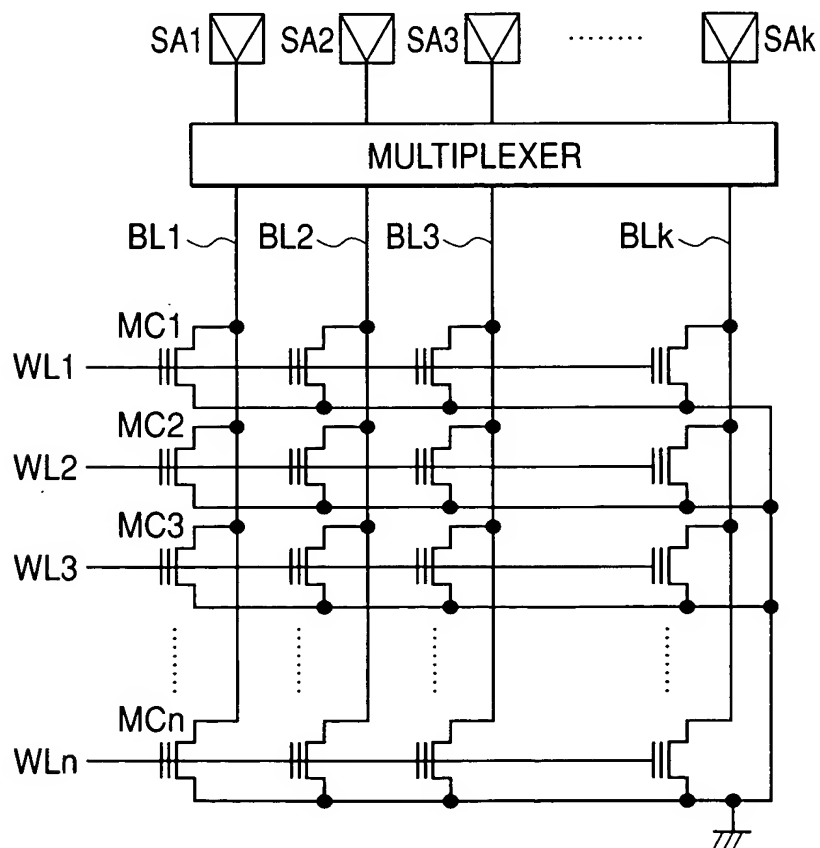 SA1 SA2 SA3 ........ SAk
MULTIPLEXER
BL1 BL2 BL3 BLk
MC1
WL1
MC2
WL2
MC3
WL3
MCn
WLn